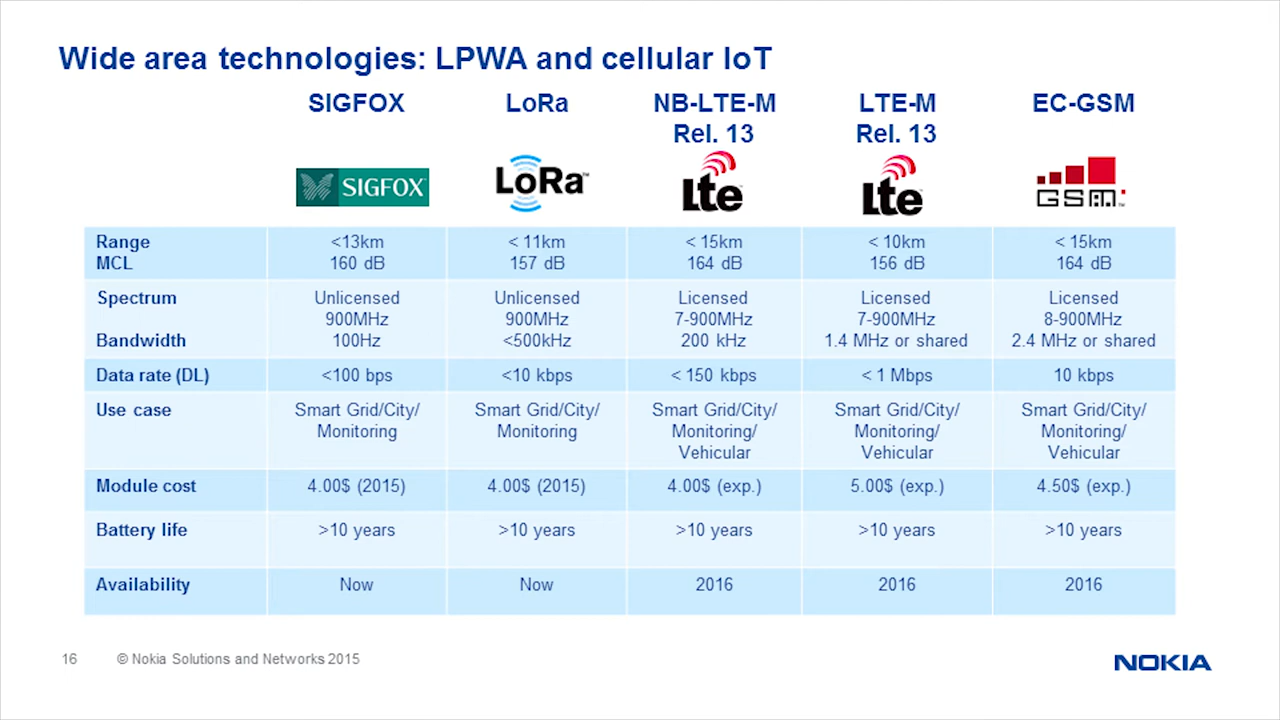 Wide area technologies: LPWA and cellular IoT
SIGFOX LoRa NB-LTE-M LTE-M EC-GSM
Rel. 13 Rel. 13
SIGFOX LoRa™ Lte Lte GSM™
Range <13km < 11km < 15km < 10km < 15km
MCL 160 dB 157 dB 164 dB 156 dB 164 dB
Spectrum Unlicensed Unlicensed Licensed Licensed Licensed
900MHz 900MHz 7-900MHz 7-900MHz 8-900MHz
Bandwidth 100Hz <500kHz 200 kHz 1.4 MHz or shared 2.4 MHz or shared
Data rate (DL) <100 bps <10 kbps < 150 kbps < 1 Mbps 10 kbps
Use case Smart Grid/City/ Smart Grid/City/ Smart Grid/City/ Smart Grid/City/ Smart Grid/City/
Monitoring Monitoring Monitoring/ Monitoring/ Monitoring/
Vehicular Vehicular Vehicular
Module cost 4.00$ (2015) 4.00$ (2015) 4.00$ (exp.) 5.00$ (exp.) 4.50$ (exp.)
Battery life >10 years >10 years >10 years >10 years >10 years
Availability Now Now 2016 2016 2016
16 © Nokia Solutions and Networks 2015
NOKIA